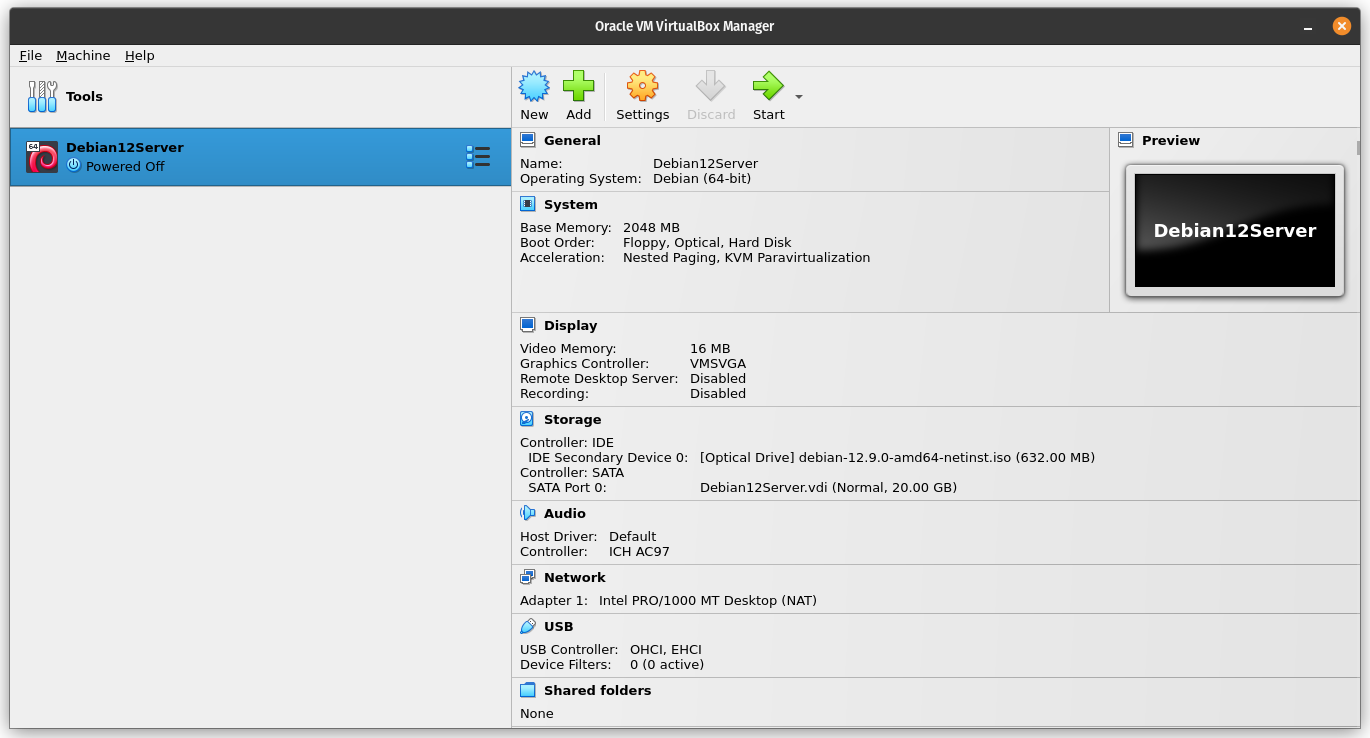 Oracle VM VirtualBox Manager
File Machine Help
Tools
New Add Settings Discard Start
64
Debian12Server
Powered Off
General
Name: Debian12Server
Operating System: Debian (64-bit)
Preview
Debian12Server
System
Base Memory: 2048 MB
Boot Order: Floppy, Optical, Hard Disk
Acceleration: Nested Paging, KVM Paravirtualization
Display
Video Memory: 16 MB
Graphics Controller: VMSVGA
Remote Desktop Server: Disabled
Recording: Disabled
Storage
Controller: IDE
IDE Secondary Device 0: [Optical Drive] debian-12.9.0-amd64-netinst.iso (632.00 MB)
Controller: SATA
SATA Port 0: Debian12Server.vdi (Normal, 20.00 GB)
Audio
Host Driver: Default
Controller: ICH AC97
Network
Adapter 1: Intel PRO/1000 MT Desktop (NAT)
USB
USB Controller: OHCI, EHCI
Device Filters: 0 (0 active)
Shared folders
None